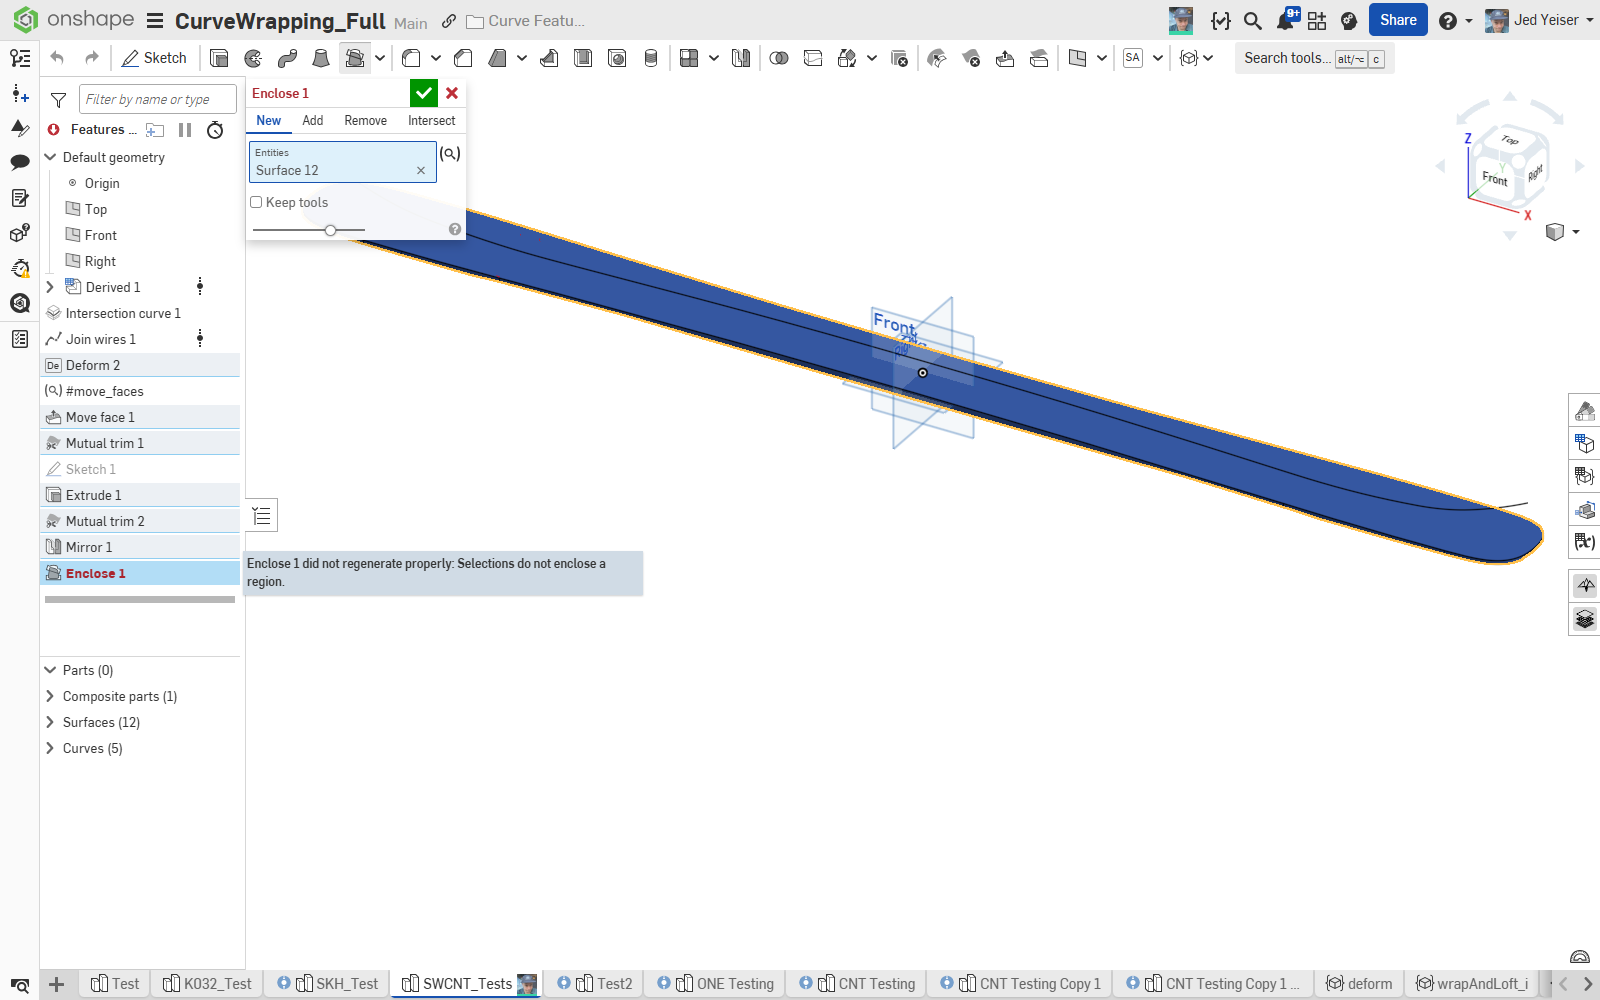 onshape CurveWrapping_Full Main Curve Featu... 9+ Share Jed Yeiser
Sketch SA Search tools... alt/⌥ c
Filter by name or type
Features ...
Default geometry
Origin
Top
Front
Right
Derived 1
Intersection curve 1
Join wires 1
De Deform 2
#move_faces
Move face 1
Mutual trim 1
Sketch 1
Extrude 1
Mutual trim 2
Mirror 1
Enclose 1
Parts (0)
Composite parts (1)
Surfaces (12)
Curves (5)
Enclose 1
New Add Remove Intersect
Entities
Surface 12
Keep tools
Enclose 1 did not regenerate properly: Selections do not enclose a
region.
Front
Z
Top
Y
Front
Right
X
Test K032_Test SKH_Test SWCNT_Tests Test2 ONE Testing CNT Testing CNT Testing Copy 1 CNT Testing Copy 1 ... deform wrapAndLoft_i